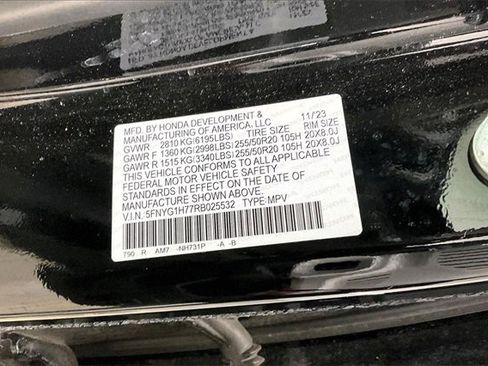 MFD. BY HONDA DEVELOPMENT & 11/23
MANUFACTURING OF AMERICA, LLC
GVWR 2810 KG(6195LBS) TIRE SIZE RIM SIZE
GAWR F 1360 KG(2998LBS) 255/50R20 105H 20X8.0J
GAWR R 1515 KG(3340LBS) 255/50R20 105H 20X8.0J
THIS VEHICLE CONFORMS TO ALL APPLICABLE
FEDERAL MOTOR VEHICLE SAFETY
STANDARDS IN EFFECT ON THE DATE OF
MANUFACTURE SHOWN ABOVE.
V.I.N. 5FNYG1H77RB025532 TYPE:MPV
T90 R AM7 -NH731P -A -B